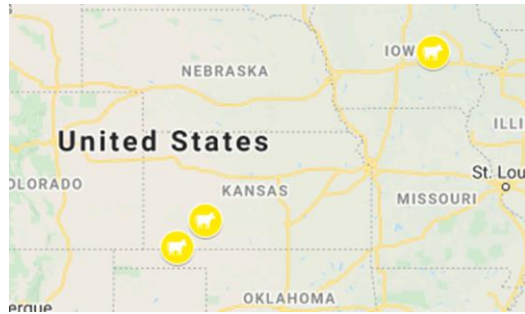 IOW
NEBRASKA
United States
ILLI
OLORADO
KANSAS
St. Lou
MISSOURI
OKLAHOMA
erque